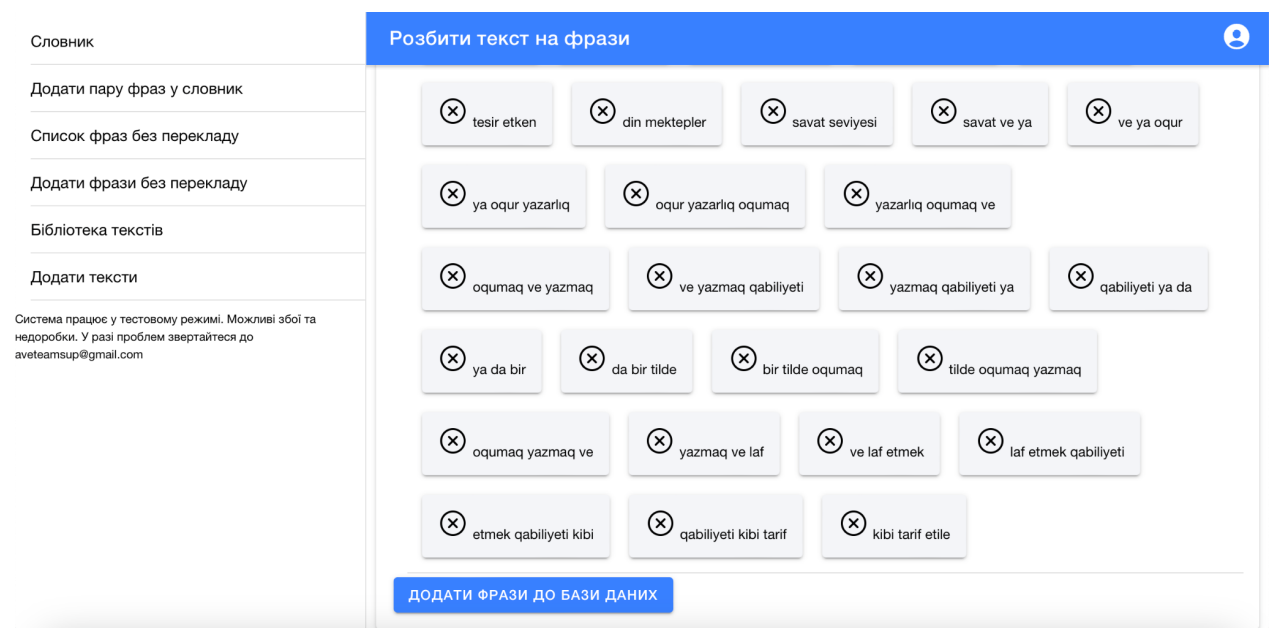 Словник
Додати пару фраз у словник
Список фраз без перекладу
Додати фрази без перекладу
Бібліотека текстів
Додати тексти
Система працює у тестовому режимі. Можливі збої та
недоробки. У разі проблем звертайтеся до
aveteamsup@gmail.com
Розбити текст на фрази
tesir etken din mektepler savat seviyesi savat ve ya ve ya oqur
ya oqur yazarlıq oqur yazarlıq oqumaq yazarlıq oqumaq ve
oqumaq ve yazmaq ve yazmaq qabiliyeti yazmaq qabiliyeti ya qabiliyeti ya da
ya da bir da bir tilde bir tilde oqumaq tilde oqumaq yazmaq
oqumaq yazmaq ve yazmaq ve laf ve laf etmek laf etmek qabiliyeti
etmek qabiliyeti kibi qabiliyeti kibi tarif kibi tarif etile
ДОДАТИ ФРАЗИ ДО БАЗИ ДАНИХ